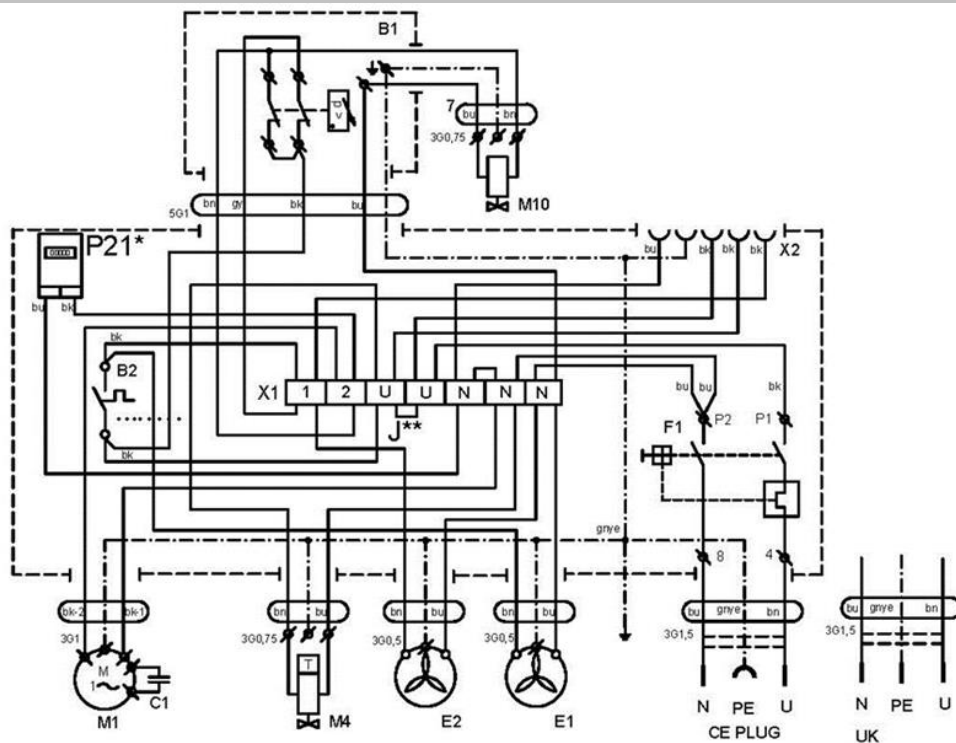 B1
7
bu bn
3G0,75
p >
M10
bn gy bk bu
5G1
P21*
bu bk bk bk
X2
bu bk
bk
B2
X1 1 2 U U N N N
J**
bk
bu bu bk
P2 P1
F1
gnye
8 4
bk-2 bk-1
bn bu
bn bu
bn bu
bu gnye bn
bu gnye bn
3G1
3G0,75
3G0,5
3G0,5
3G1,5
3G1,5
M
1
C1
T
M1
M4
E2
E1
N PE U
CE PLUG
N PE U
UK